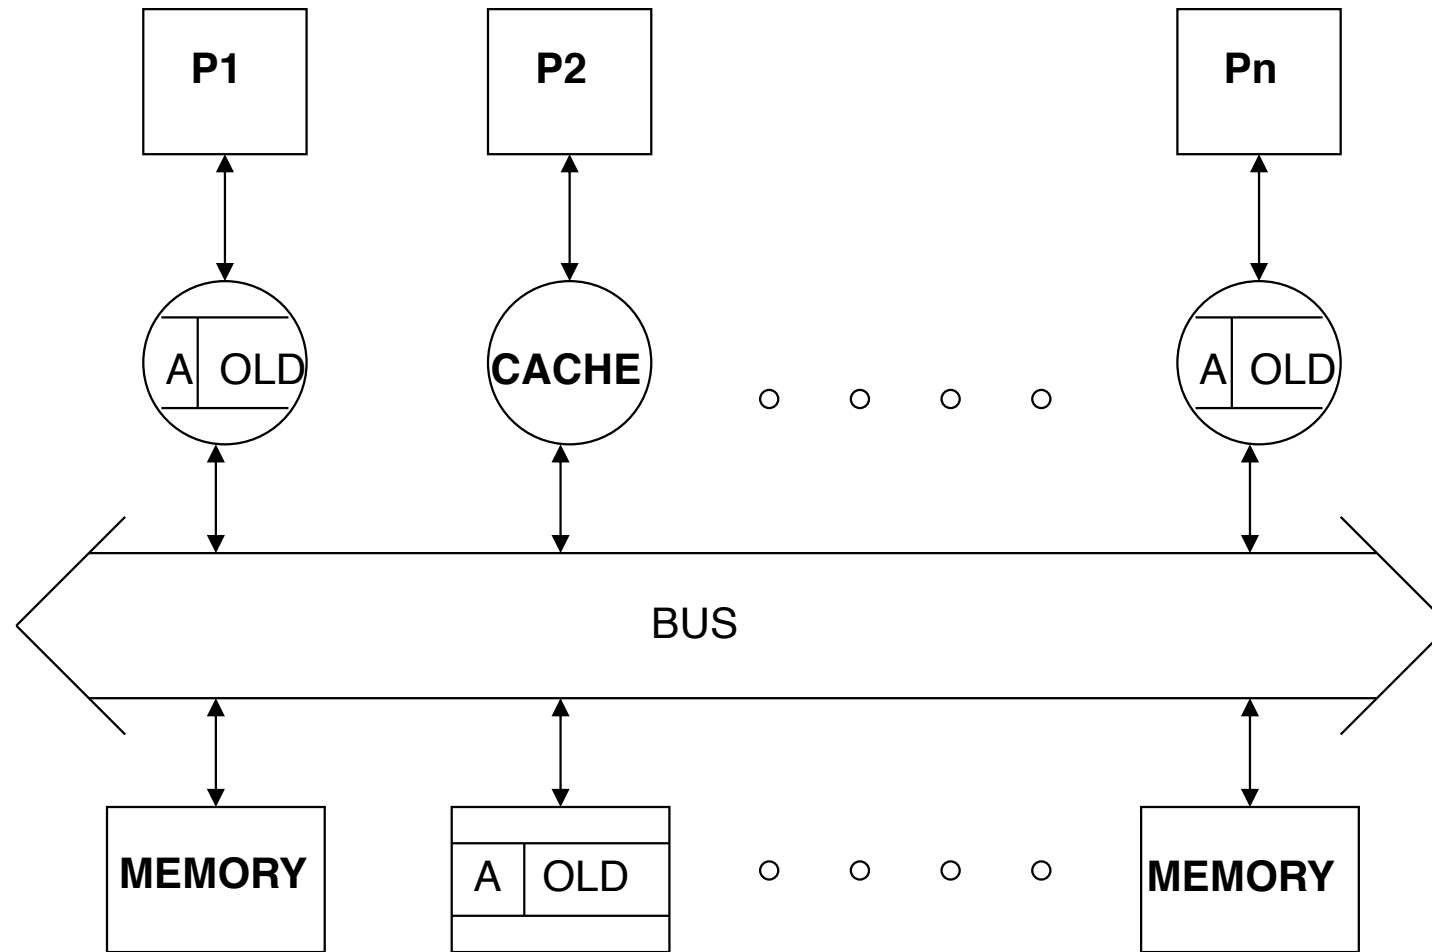 P1
P2
Pn
A OLD
CACHE
A OLD
BUS
MEMORY
A OLD
MEMORY